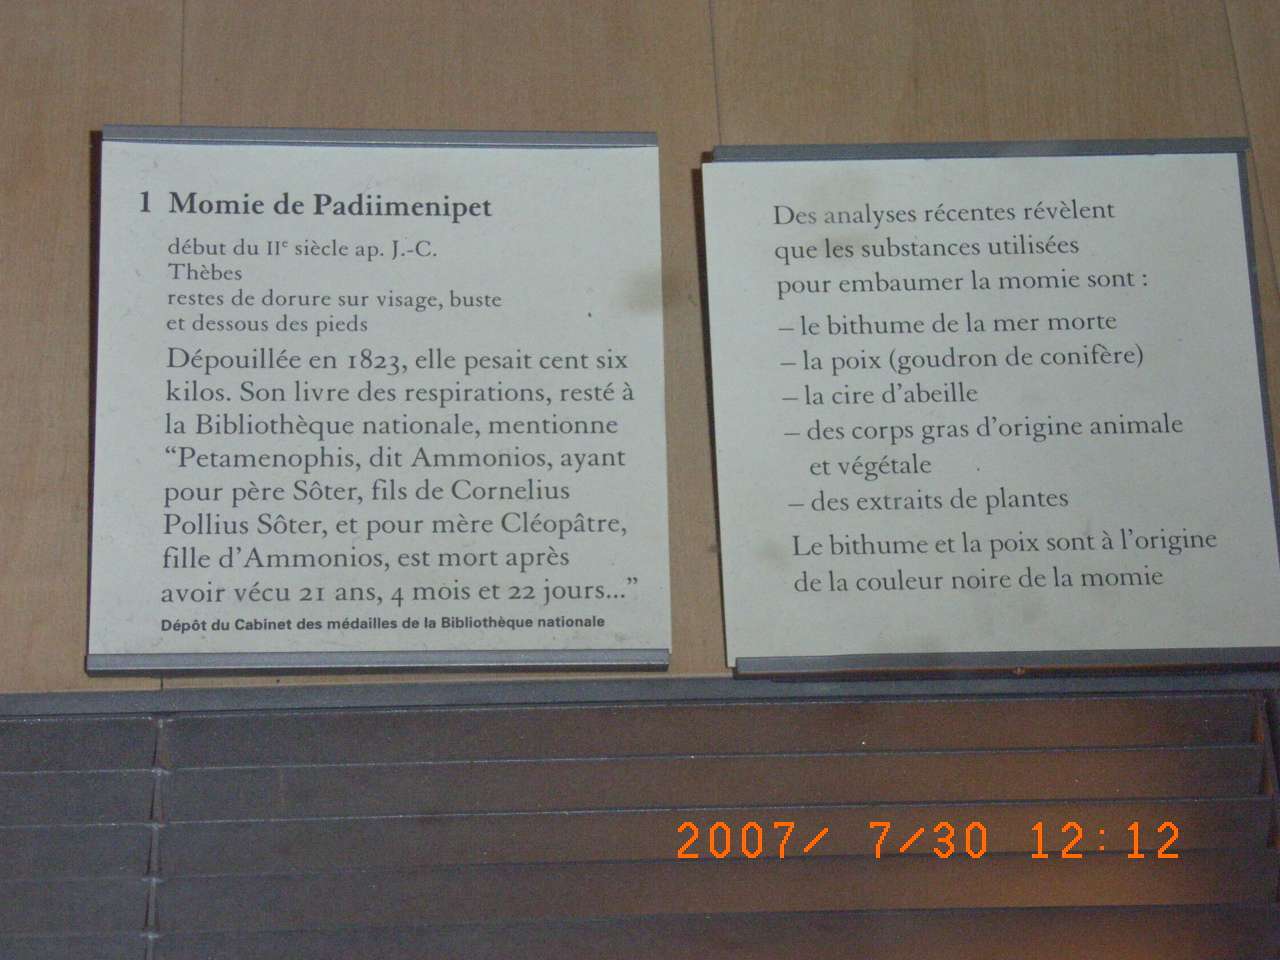 1 Momie de Padiimenipet
début du IIe siècle ap. J.-C.
Thèbes
restes de dorure sur visage, buste
et dessous des pieds
Dépouillée en 1823, elle pesait cent six
kilos. Son livre des respirations, resté à
la Bibliothèque nationale, mentionne
“Petamenophis, dit Ammonios, ayant
pour père Sôter, fils de Cornelius
Pollius Sôter, et pour mère Cléopâtre,
fille d’Ammonios, est mort après
avoir vécu 21 ans, 4 mois et 22 jours...”
Dépôt du Cabinet des médailles de la Bibliothèque nationale
Des analyses récentes révèlent
que les substances utilisées
pour embaumer la momie sont :
– le bithume de la mer morte
– la poix (goudron de conifère)
– la cire d’abeille
– des corps gras d’origine animale
et végétale
– des extraits de plantes
Le bithume et la poix sont à l’origine
de la couleur noire de la momie
2007/ 7/30 12:12